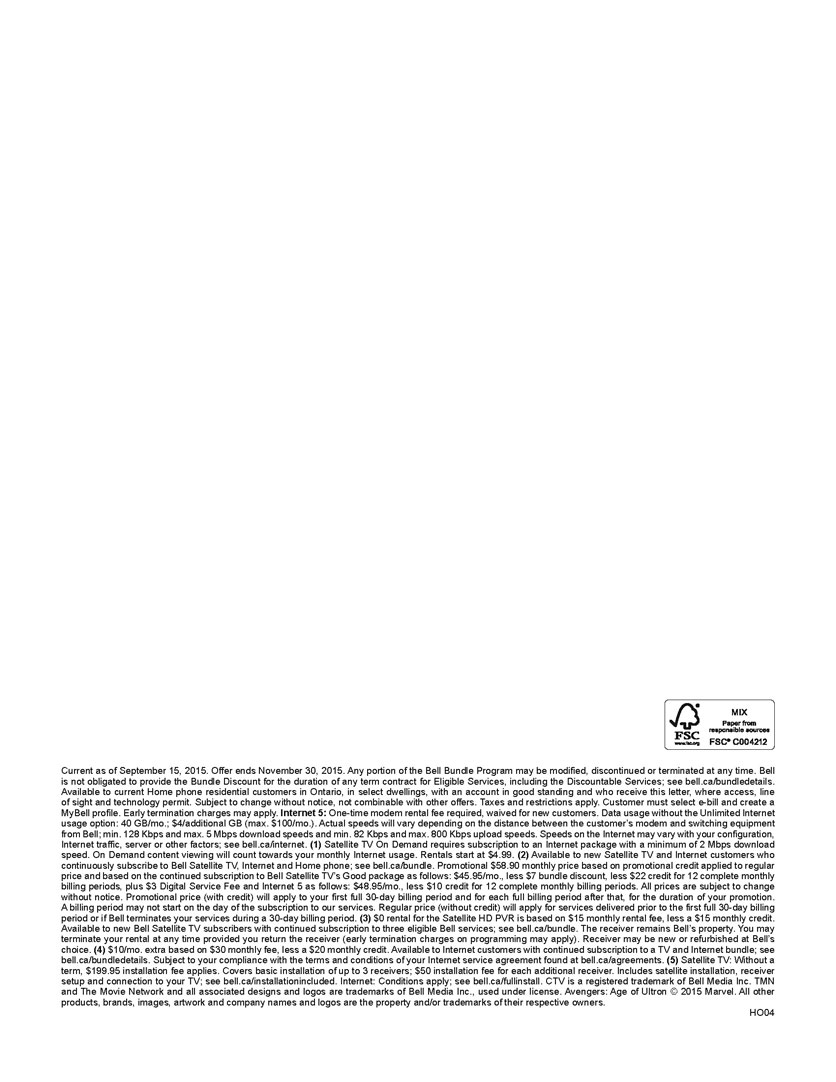 MIX
Paper from
responsible sources
FSC
www.fsc.org
FSC® C004212
Current as of September 15, 2015. Offer ends November 30, 2015. Any portion of the Bell Bundle Program may be modified, discontinued or terminated at any time. Bell
is not obligated to provide the Bundle Discount for the duration of any term contract for Eligible Services, including the Discountable Services; see bell.ca/bundledetails.
Available to current Home phone residential customers in Ontario, in select dwellings, with an account in good standing and who receive this letter, where access, line
of sight and technology permit. Subject to change without notice, not combinable with other offers. Taxes and restrictions apply. Customer must select e-bill and create a
MyBell profile. Early termination charges may apply. Internet 5: One-time modem rental fee required, waived for new customers. Data usage without the Unlimited Internet
usage option: 40 GB/mo.; $4/additional GB (max. $100/mo.). Actual speeds will vary depending on the distance between the customer's modem and switching equipment
from Bell; min. 128 Kbps and max. 5 Mbps download speeds and min. 82 Kbps and max. 800 Kbps upload speeds. Speeds on the Internet may vary with your configuration,
Internet traffic, server or other factors; see bell.ca/internet. (1) Satellite TV On Demand requires subscription to an Internet package with a minimum of 2 Mbps download
speed. On Demand content viewing will count towards your monthly Internet usage. Rentals start at $4.99. (2) Available to new Satellite TV and Internet customers who
continuously subscribe to Bell Satellite TV, Internet and Home phone; see bell.ca/bundle. Promotional $58.90 monthly price based on promotional credit applied to regular
price and based on the continued subscription to Bell Satellite TV's Good package as follows: $45.95/mo., less $7 bundle discount, less $22 credit for 12 complete monthly
billing periods, plus $3 Digital Service Fee and Internet 5 as follows: $48.95/mo., less $10 credit for 12 complete monthly billing periods. All prices are subject to change
without notice. Promotional price (with credit) will apply to your first full 30-day billing period and for each full billing period after that, for the duration of your promotion.
A billing period may not start on the day of the subscription to our services. Regular price (without credit) will apply for services delivered prior to the first full 30-day billing
period or if Bell terminates your services during a 30-day billing period. (3) $0 rental for the Satellite HD PVR is based on $15 monthly rental fee, less a $15 monthly credit.
Available to new Bell Satellite TV subscribers with continued subscription to three eligible Bell services; see bell.ca/bundle. The receiver remains Bell's property. You may
terminate your rental at any time provided you return the receiver (early termination charges on programming may apply). Receiver may be new or refurbished at Bell's
choice. (4) $10/mo. extra based on $30 monthly fee, less a $20 monthly credit. Available to Internet customers with continued subscription to a TV and Internet bundle; see
bell.ca/bundledetails. Subject to your compliance with the terms and conditions of your Internet service agreement found at bell.ca/agreements. (5) Satellite TV: Without a
term, $199.95 installation fee applies. Covers basic installation of up to 3 receivers; $50 installation fee for each additional receiver. Includes satellite installation, receiver
setup and connection to your TV; see bell.ca/installationincluded. Internet: Conditions apply; see bell.ca/fullinstall. CTV is a registered trademark of Bell Media Inc. TMN
and The Movie Network and all associated designs and logos are trademarks of Bell Media Inc., used under license. Avengers: Age of Ultron © 2015 Marvel. All other
products, brands, images, artwork and company names and logos are the property and/or trademarks of their respective owners.
HO04